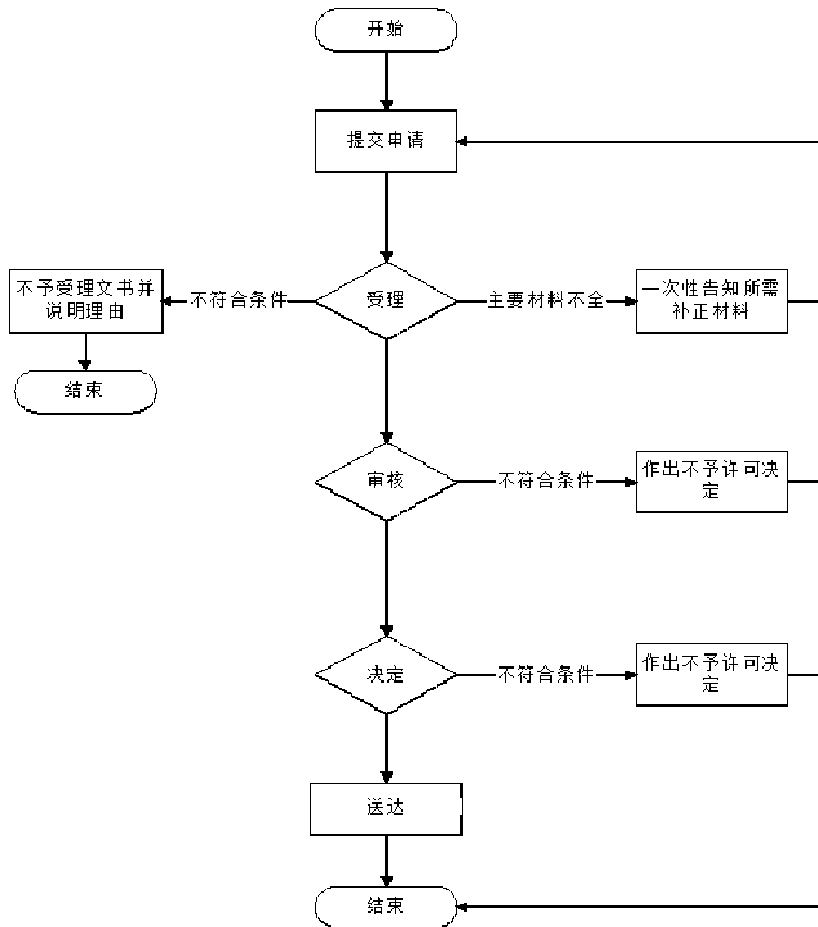 开始
提交申请
不予受理文书并
说明理由
不符合条件
受理
主要材料不全
一次性告知所需
补正材料
结束
审核
不符合条件
作出不予许可决
定
决定
不符合条件
作出不予许可决
定
送达
结束